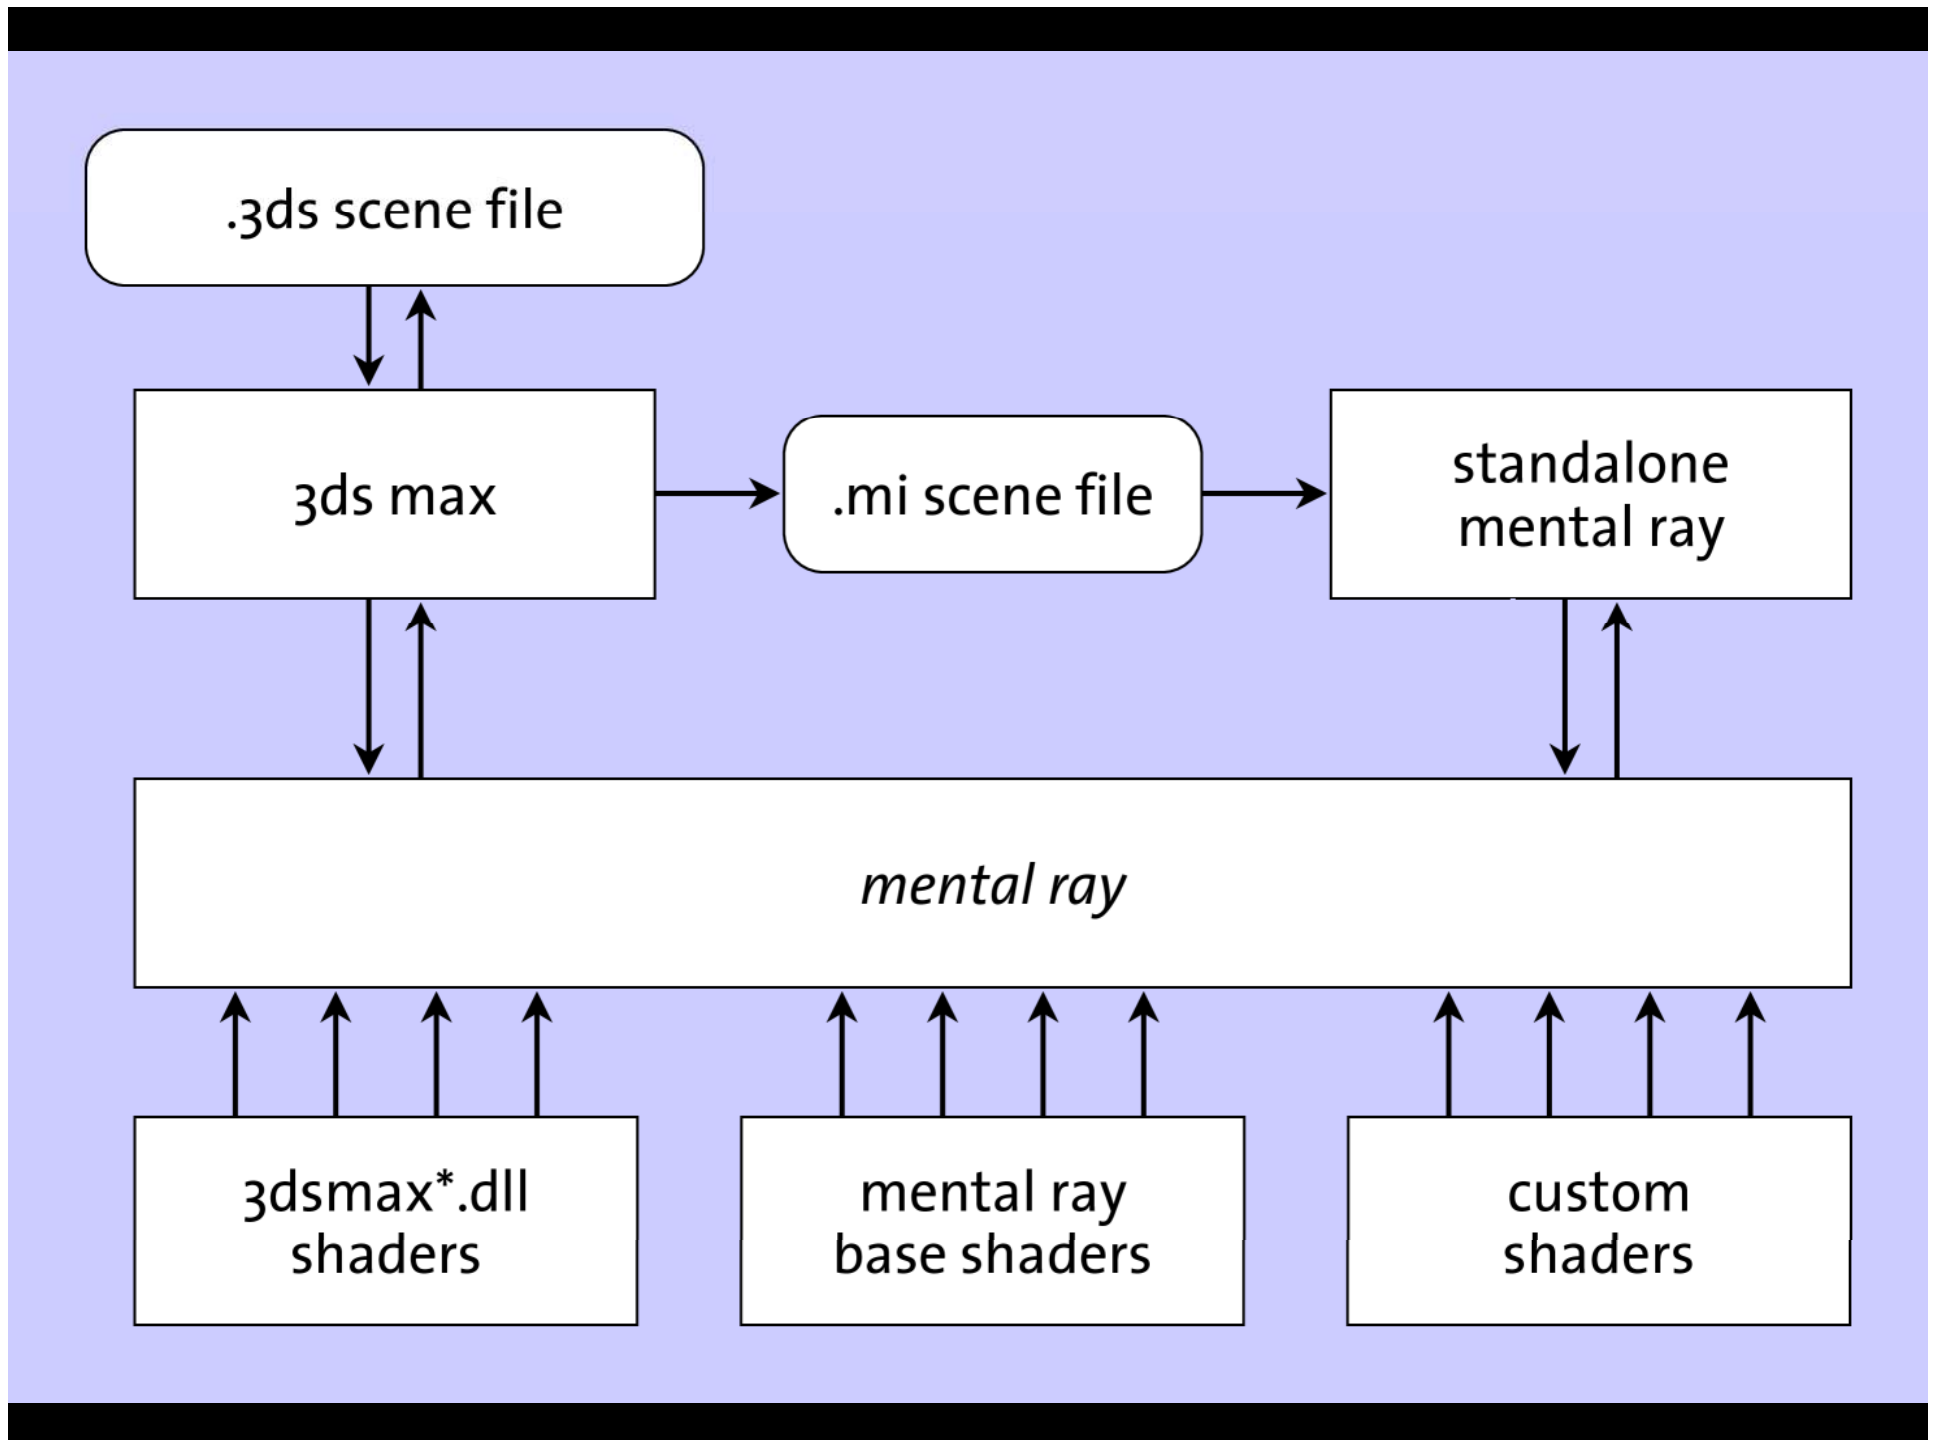 .3ds scene file
3ds max
.mi scene file
standalone
mental ray
mental ray
3dsmax*.dll
shaders
mental ray
base shaders
custom
shaders